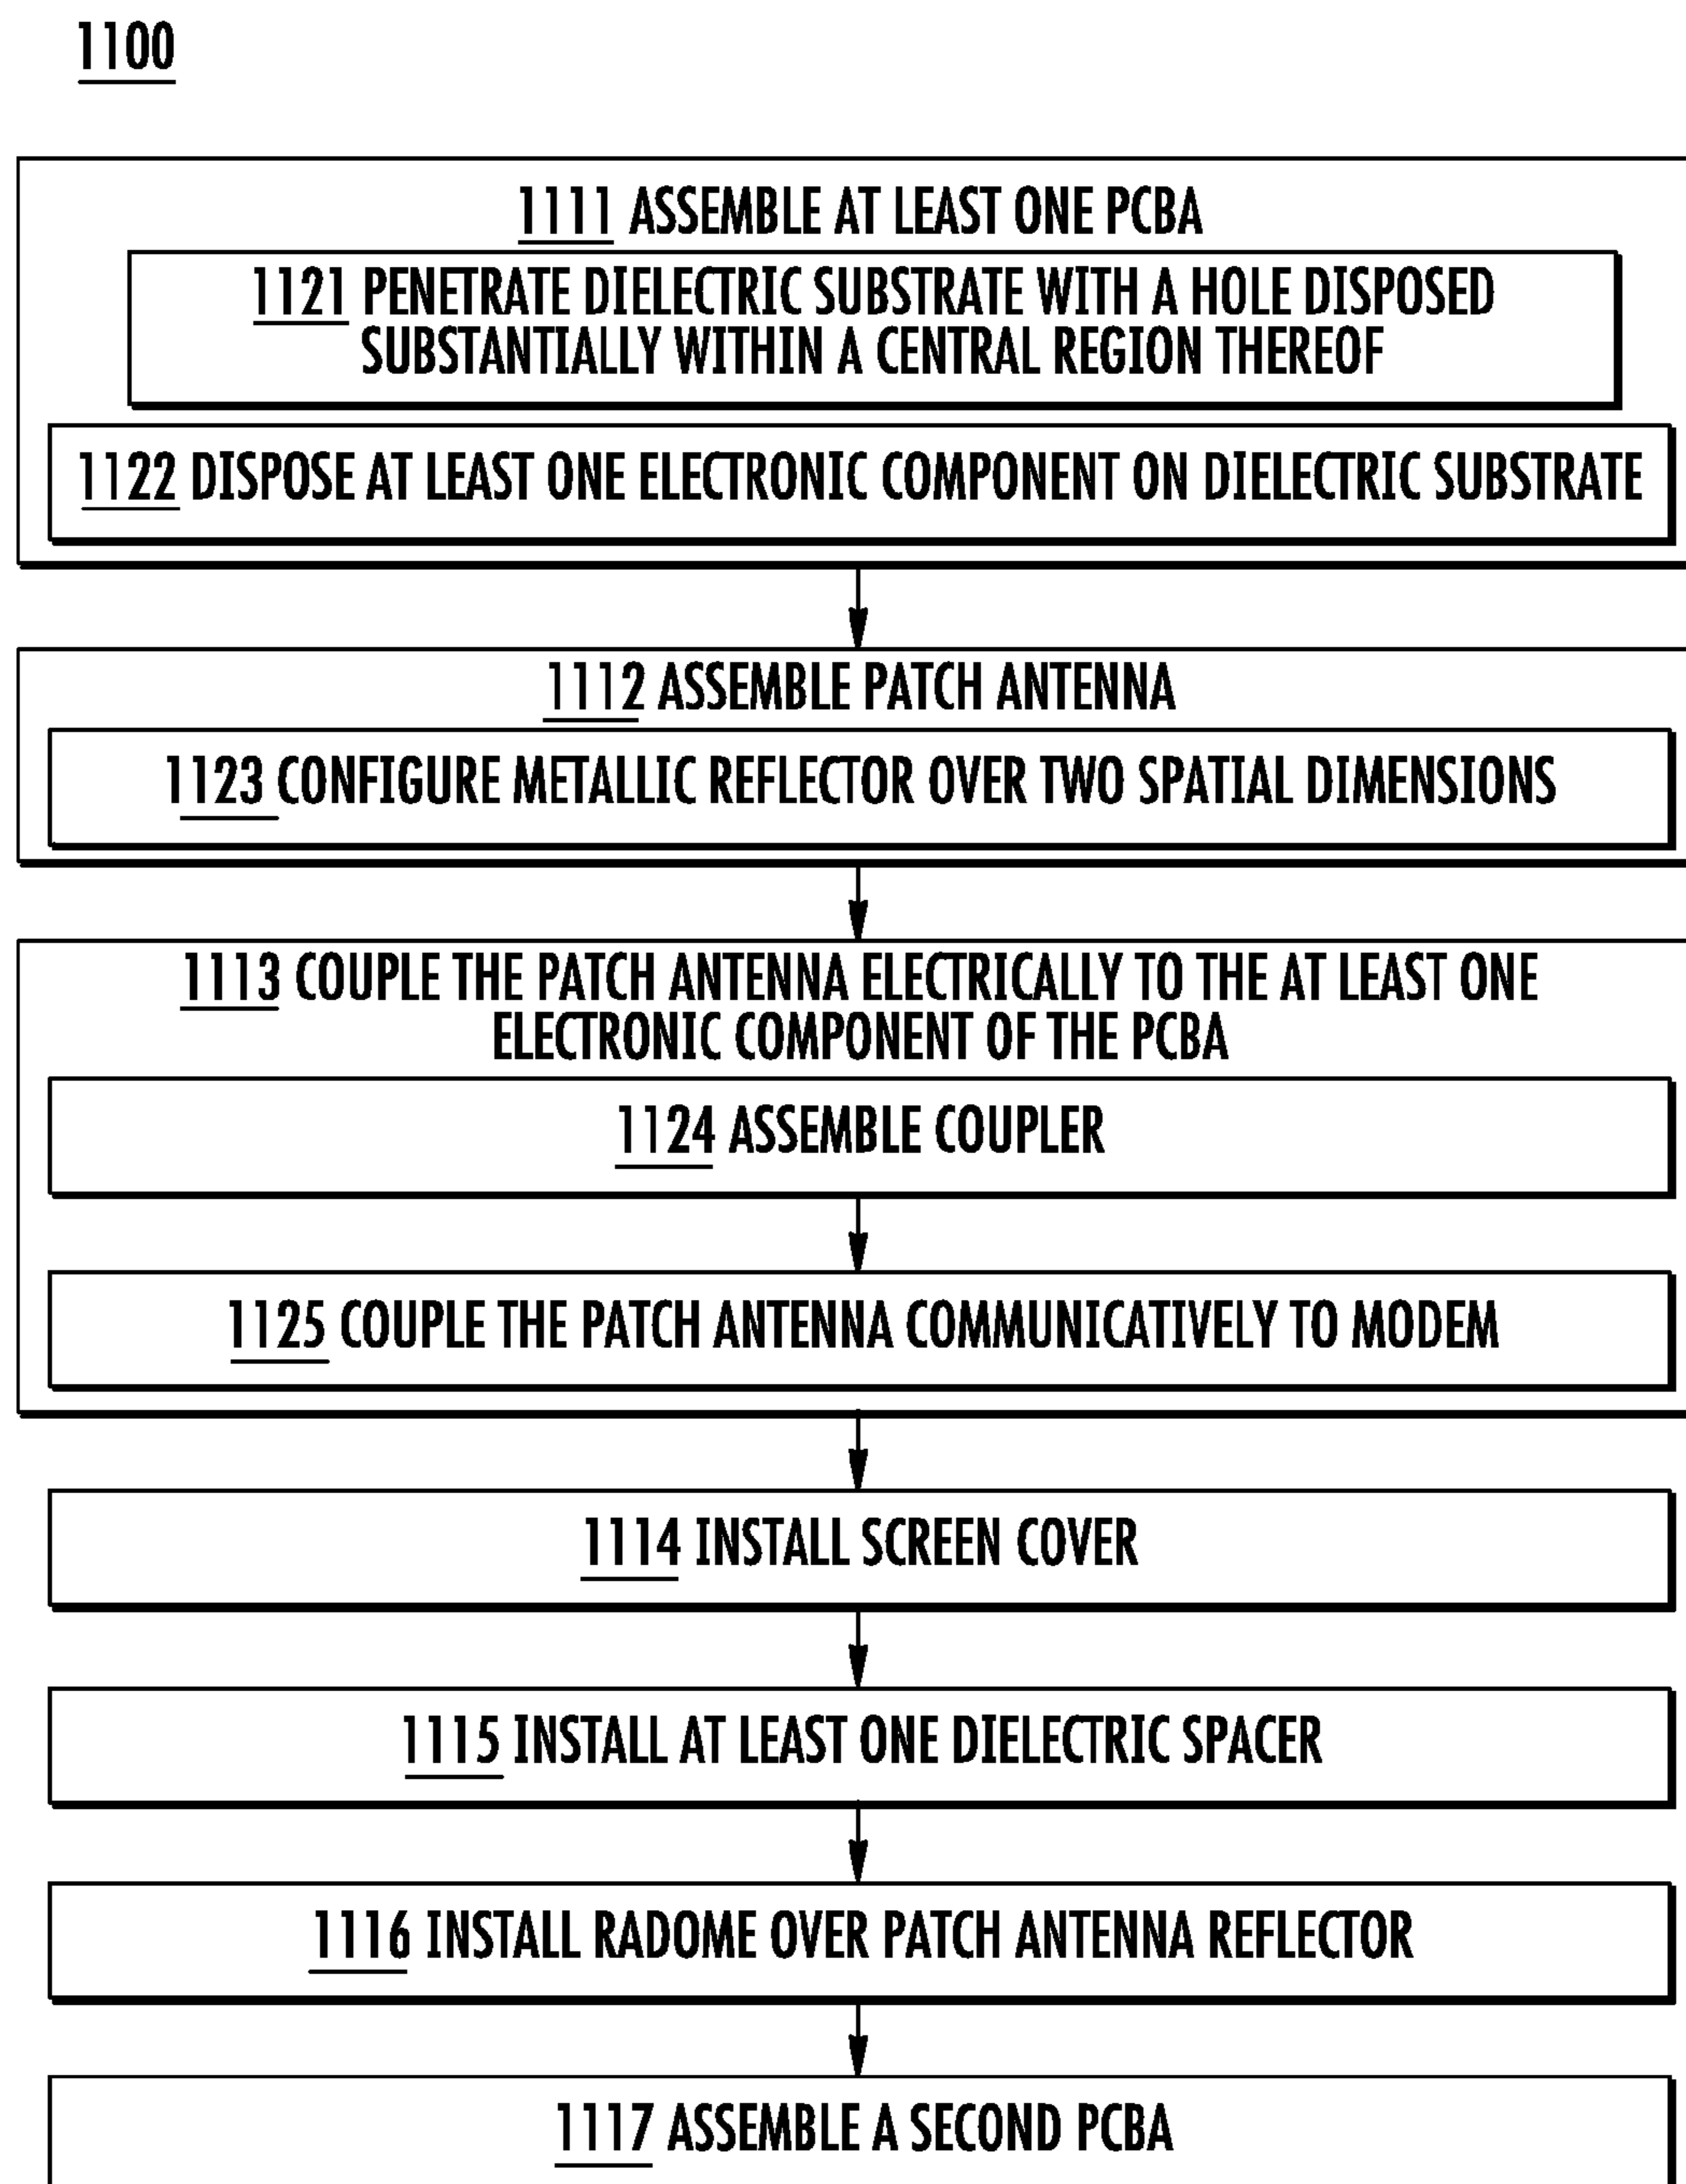 1100
1111 ASSEMBLE AT LEAST ONE PCBA
1121 PENETRATE DIELECTRIC SUBSTRATE WITH A HOLE DISPOSED
SUBSTANTIALLY WITHIN A CENTRAL REGION THEREOF
1122 DISPOSE AT LEAST ONE ELECTRONIC COMPONENT ON DIELECTRIC SUBSTRATE
1112 ASSEMBLE PATCH ANTENNA
1123 CONFIGURE METALLIC REFLECTOR OVER TWO SPATIAL DIMENSIONS
1113 COUPLE THE PATCH ANTENNA ELECTRICALLY TO THE AT LEAST ONE
ELECTRONIC COMPONENT OF THE PCBA
1124 ASSEMBLE COUPLER
1125 COUPLE THE PATCH ANTENNA COMMUNICATIVELY TO MODEM
1114 INSTALL SCREEN COVER
1115 INSTALL AT LEAST ONE DIELECTRIC SPACER
1116 INSTALL RADOME OVER PATCH ANTENNA REFLECTOR
1117 ASSEMBLE A SECOND PCBA